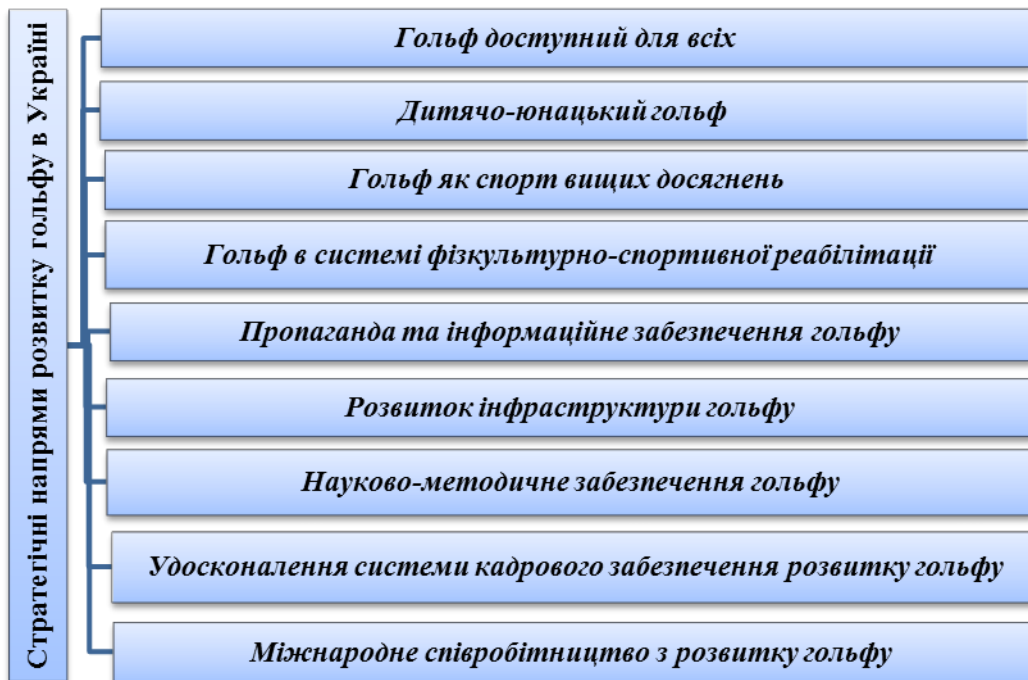 Стратегічні напрями розвитку гольфу в Україні
Гольф доступний для всіх
Дитячо-юнацький гольф
Гольф як спорт вищих досягнень
Гольф в системі фізкультурно-спортивної реабілітації
Пропаганда та інформаційне забезпечення гольфу
Розвиток інфраструктури гольфу
Науково-методичне забезпечення гольфу
Удосконалення системи кадрового забезпечення розвитку гольфу
Міжнародне співробітництво з розвитку гольфу